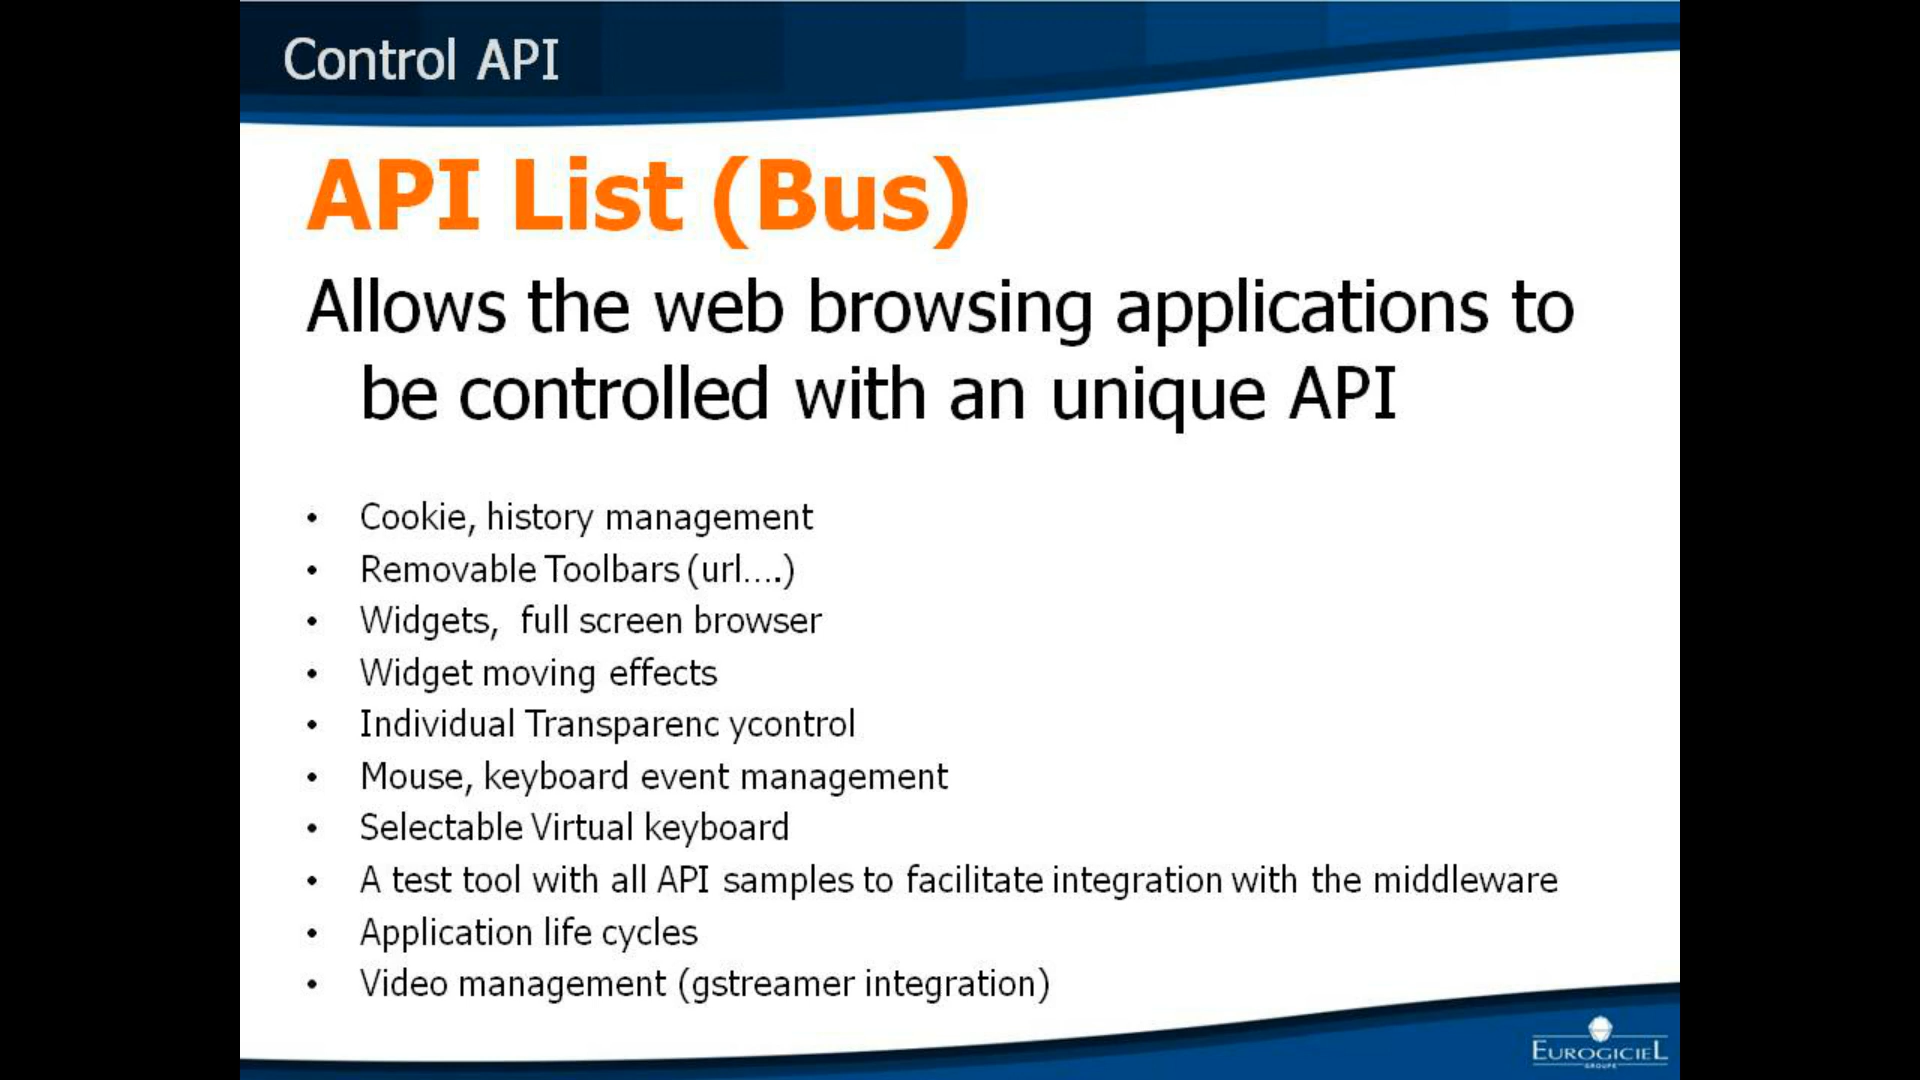 Control API
API List (Bus)
Allows the web browsing applications to
be controlled with an unique API
• Cookie, history management
• Removable Toolbars (url….)
• Widgets, full screen browser
• Widget moving effects
• Individual Transparenc ycontrol
• Mouse, keyboard event management
• Selectable Virtual keyboard
• A test tool with all API samples to facilitate integration with the middleware
• Application life cycles
• Video management (gstreamer integration)
EUROGICIEL
GROUPE